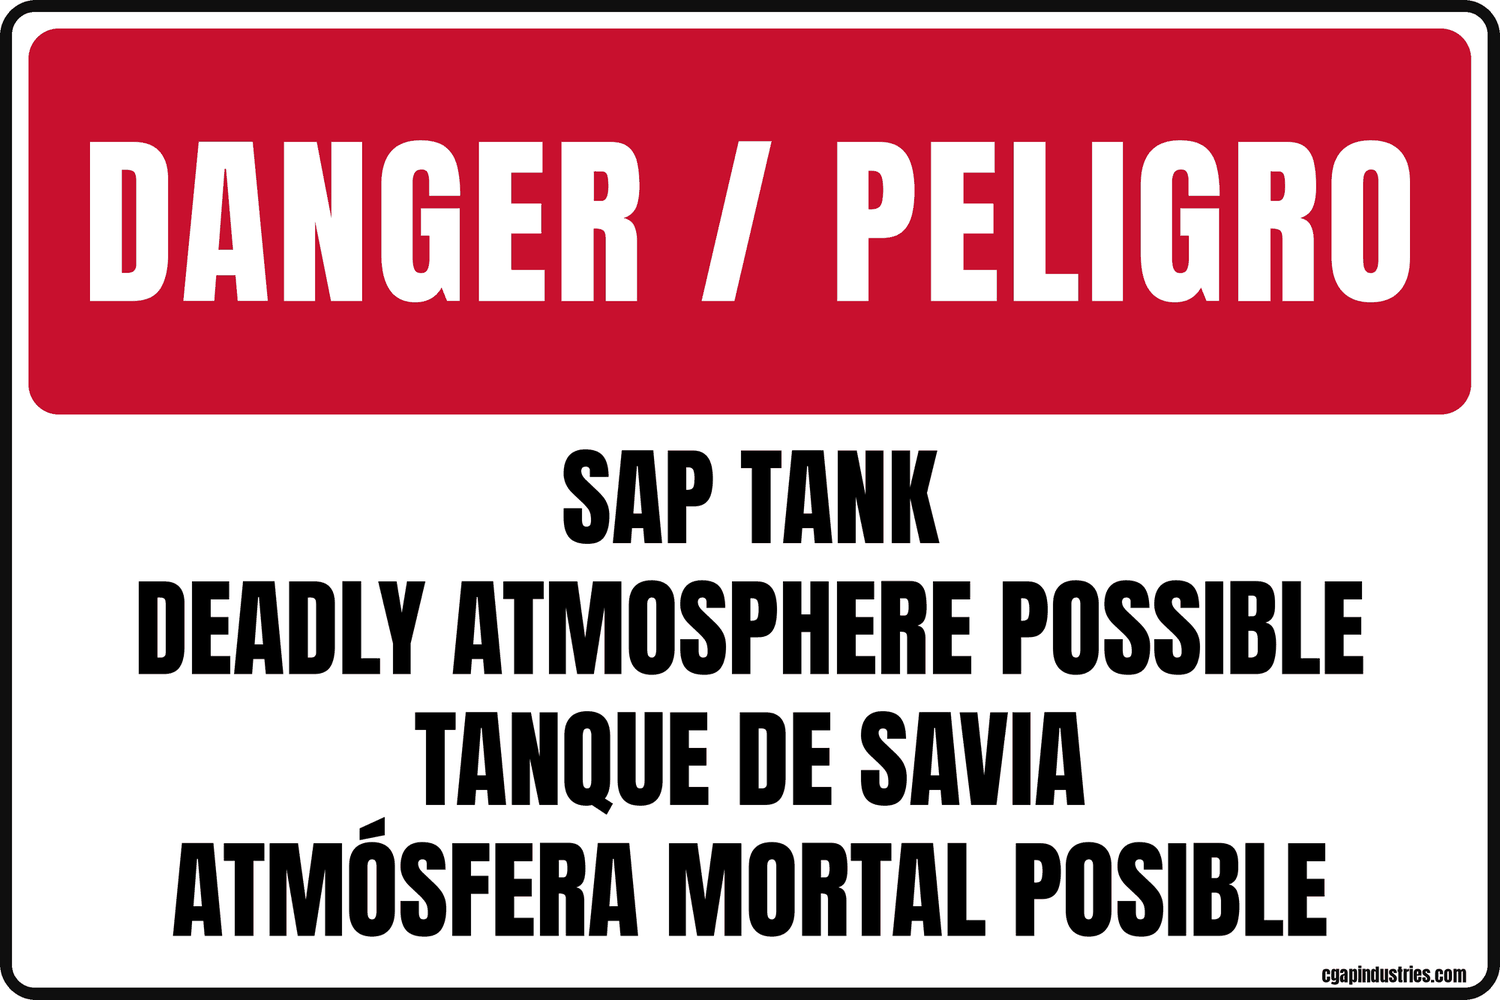 DANGER / PELIGRO
SAP TANK
DEADLY ATMOSPHERE POSSIBLE
TANQUE DE SAVIA
ATMÓSFERA MORTAL POSIBLE
cgapindustries.com